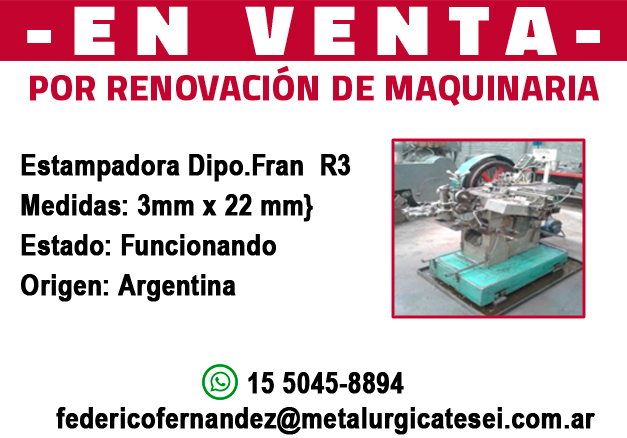 -EN VENTA-
POR RENOVACIÓN DE MAQUINARIA
Estampadora Dipo.Fran R3
Medidas: 3mm x 22 mm}
Estado: Funcionando
Origen: Argentina
15 5045-8894
federicofernandez@metalurgicatesei.com.ar